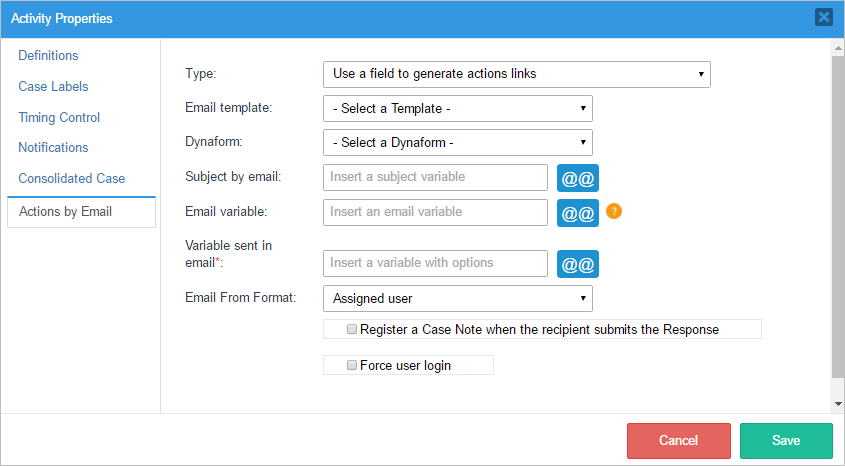 Activity Properties
Definitions
Case Labels
Timing Control
Notifications
Consolidated Case
Actions by Email
Type: Use a field to generate actions links
Email template: - Select a Template -
Dynaform: - Select a Dynaform -
Subject by email: Insert a subject variable @@
Email variable: Insert an email variable @@ ?
Variable sent in
email*: Insert a variable with options @@
Email From Format: Assigned user
Register a Case Note when the recipient submits the Response
Force user login
Cancel Save